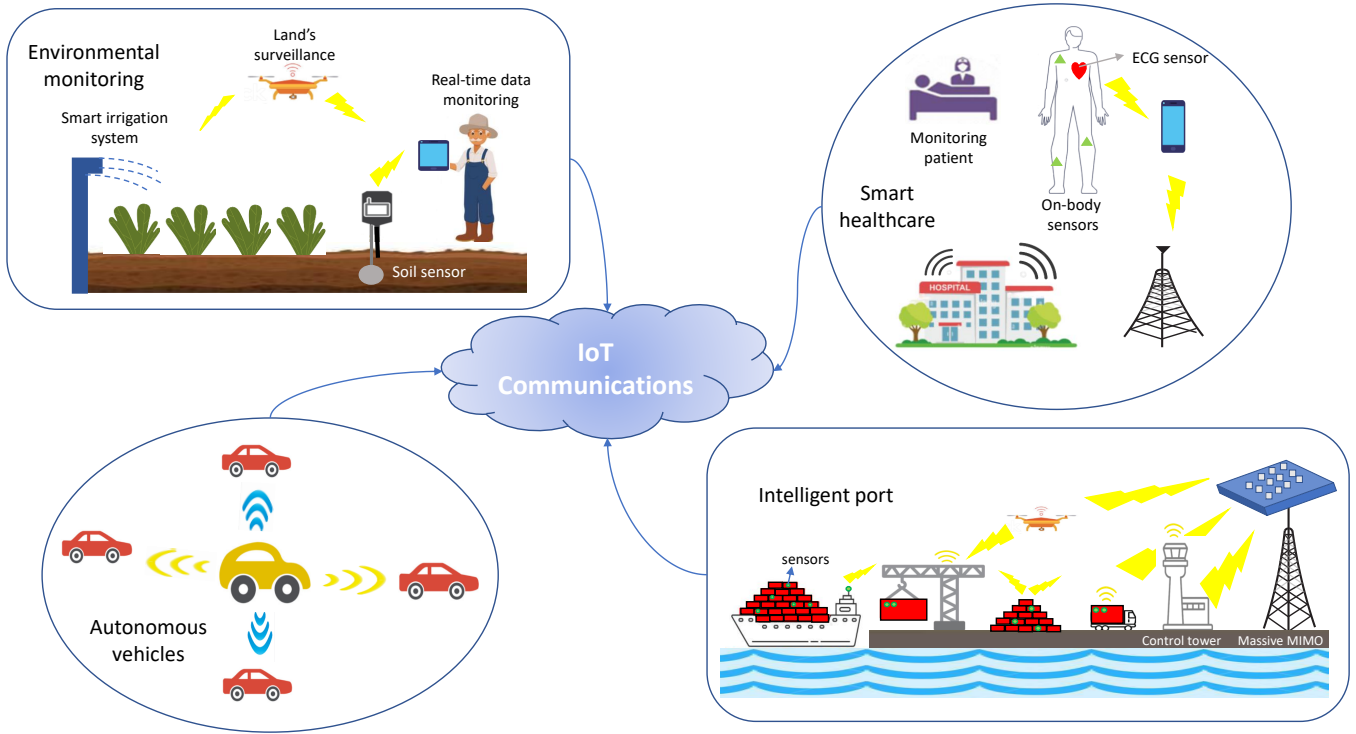 Environmental
monitoring
Land's
surveillance
Real-time data
monitoring
Smart irrigation
system
Soil sensor
ECG sensor
Monitoring
patient
Smart
healthcare
On-body
sensors
HOSPITAL
IoT
Communications
Autonomous
vehicles
Intelligent port
sensors
Control tower
Massive MIMO